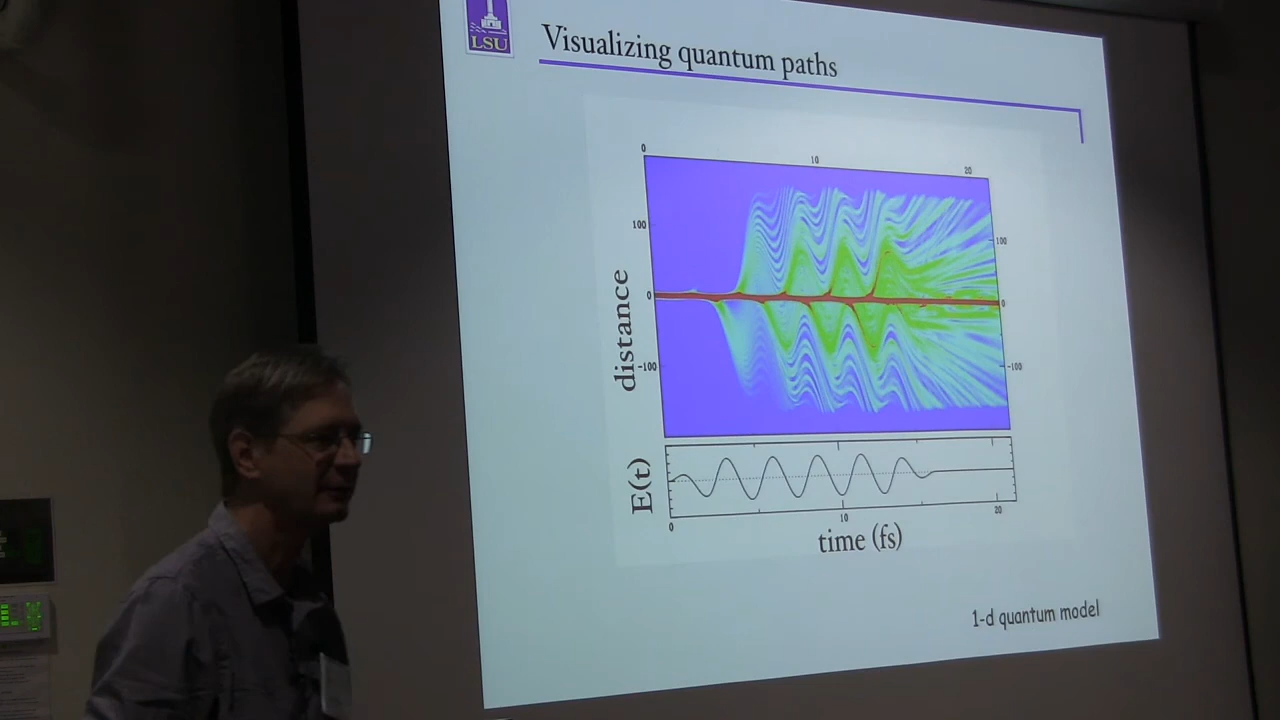 LSU
Visualizing quantum paths
0 10 20
100 100
0 0
-100 -100
distance
E(t)
0 10 20
time (fs)
1-d quantum model